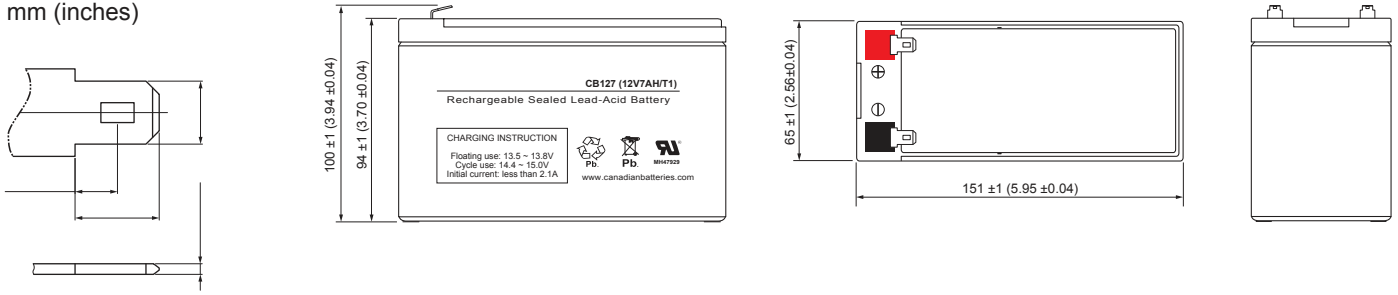 mm (inches)
100 ±1 (3.94 ±0.04)
94 ±1 (3.70 ±0.04)
CB127 (12V7AH/T1)
Rechargeable Sealed Lead-Acid Battery
CHARGING INSTRUCTION
Floating use: 13.5 ~ 13.8V
Cycle use: 14.4 ~ 15.0V
Initial current: less than 2.1A
Pb.
Pb.
MH47929
www.canadianbatteries.com
65 ±1 (2.56±0.04)
151 ±1 (5.95 ±0.04)